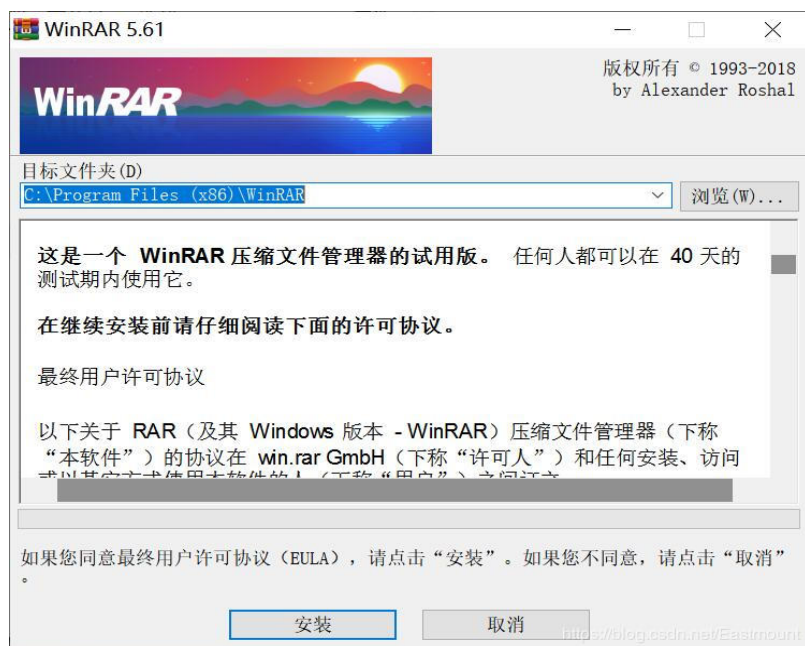 WinRAR 5.61
WinRAR
版权所有 © 1993-2018
by Alexander Roshal
目标文件夹(D)
C:\Program Files (x86)\WinRAR
浏览(W)...
这是一个 WinRAR 压缩文件管理器的试用版。 任何人都可以在 40 天的
测试期内使用它。
在继续安装前请仔细阅读下面的许可协议。
最终用户许可协议
以下关于 RAR（及其 Windows 版本 - WinRAR）压缩文件管理器（下称
“本软件”）的协议在 win.rar GmbH（下称“许可人”）和任何安装、访问
如果您同意最终用户许可协议（EULA），请点击“安装”。如果您不同意，请点击“取消”
。
安装
取消
https://blog.csdn.net/Eastmount